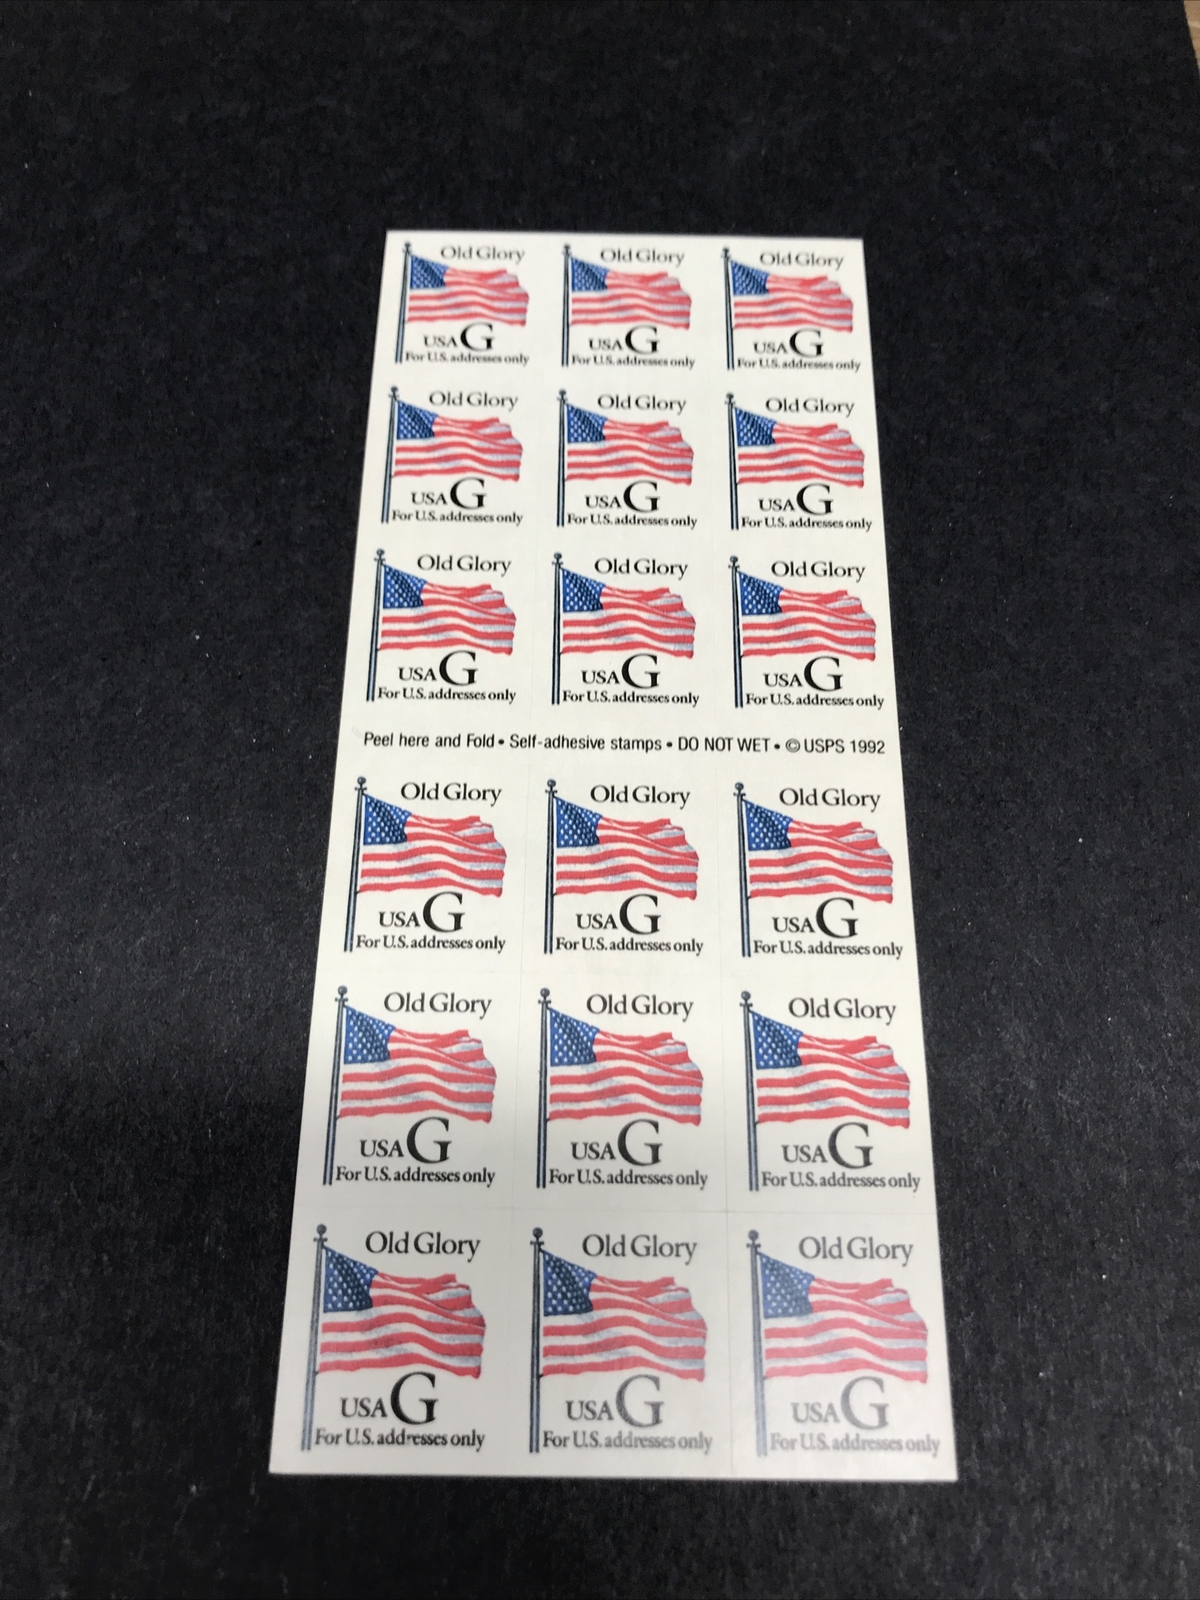 Old Glory Old Glory Old Glory
USA G USA G USA G
For U.S. addresses only For U.S. addresses only For U.S. addresses only
Old Glory Old Glory Old Glory
USA G USA G USA G
For U.S. addresses only For U.S. addresses only For U.S. addresses only
Old Glory Old Glory Old Glory
USA G USA G USA G
For U.S. addresses only For U.S. addresses only For U.S. addresses only
Peel here and Fold • Self-adhesive stamps • DO NOT WET • © USPS 1992
Old Glory Old Glory Old Glory
USA G USA G USA G
For U.S. addresses only For U.S. addresses only For U.S. addresses only
Old Glory Old Glory Old Glory
USA G USA G USA G
For U.S. addresses only For U.S. addresses only For U.S. addresses only
Old Glory Old Glory Old Glory
USA G USA G USA G
For U.S. addresses only For U.S. addresses only For U.S. addresses only